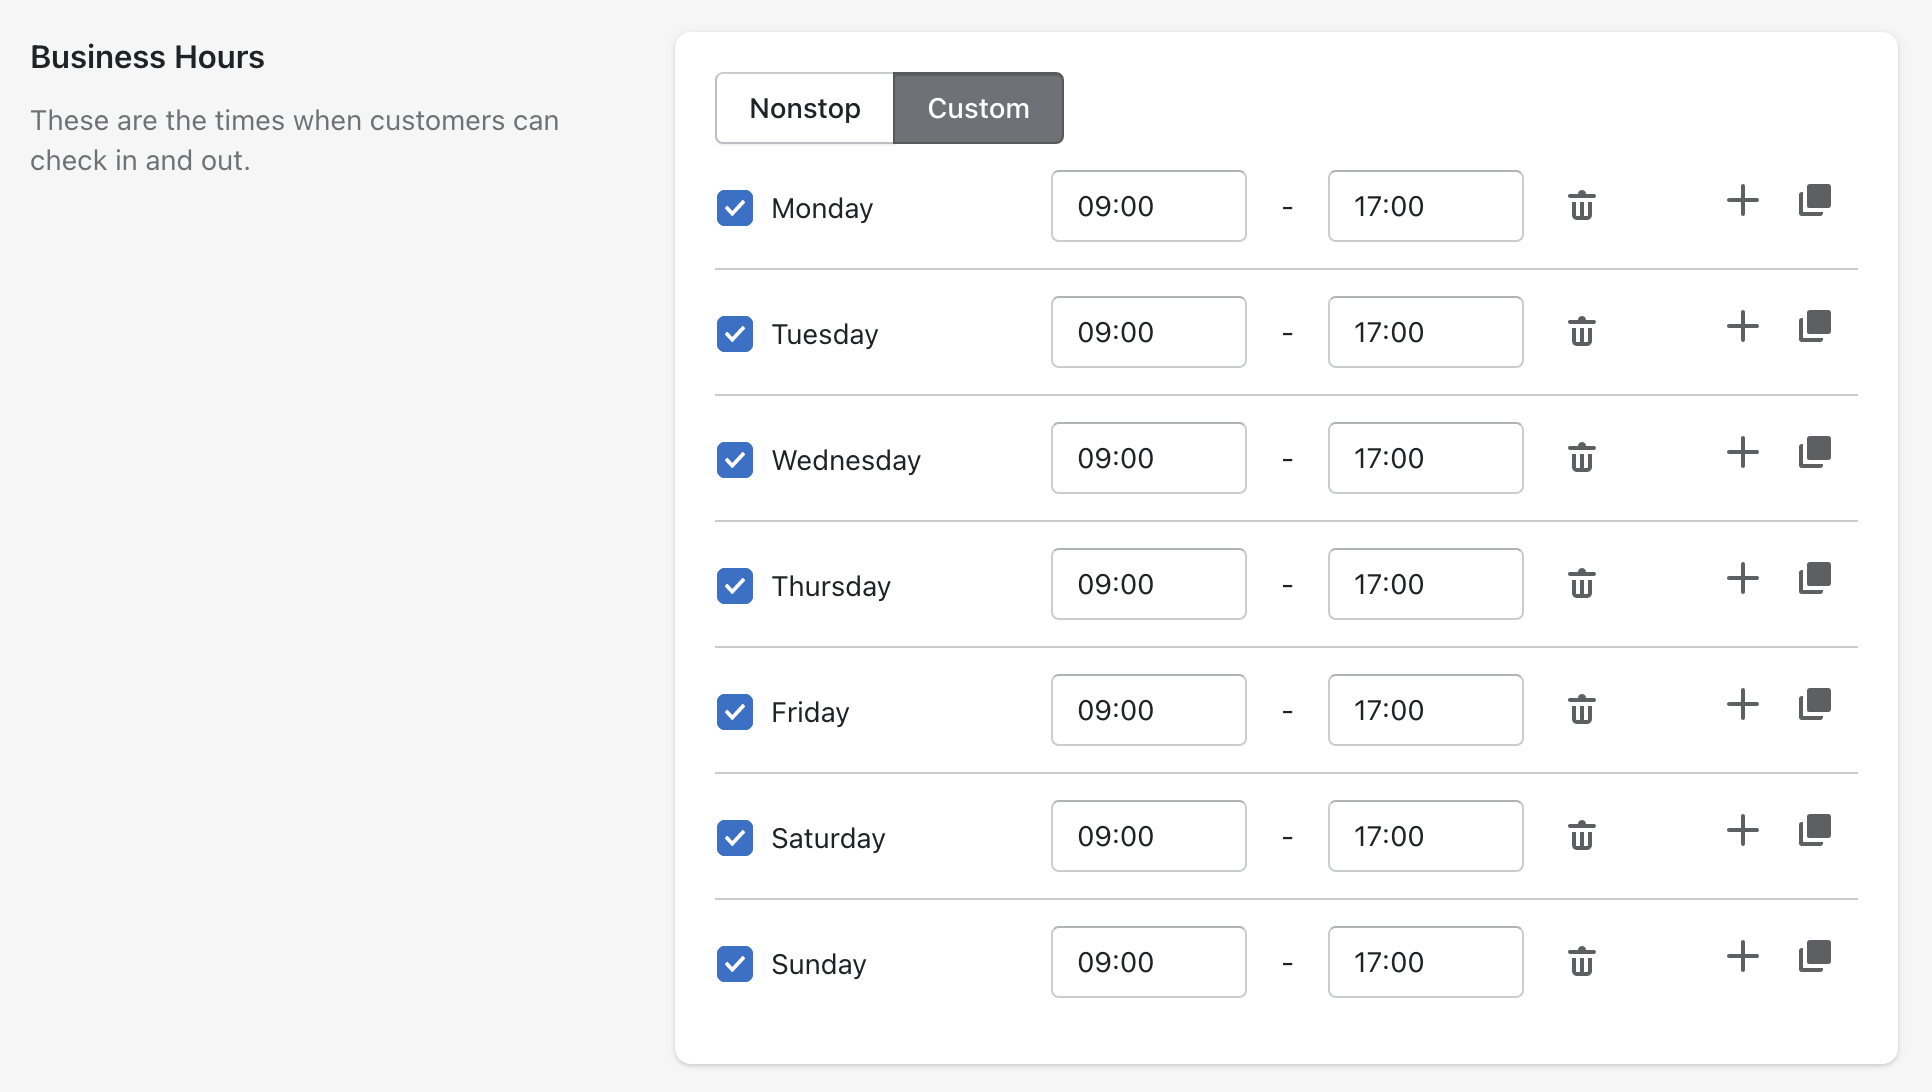 Business Hours
These are the times when customers can
check in and out.
Nonstop Custom
Monday 09:00 - 17:00
Tuesday 09:00 - 17:00
Wednesday 09:00 - 17:00
Thursday 09:00 - 17:00
Friday 09:00 - 17:00
Saturday 09:00 - 17:00
Sunday 09:00 - 17:00